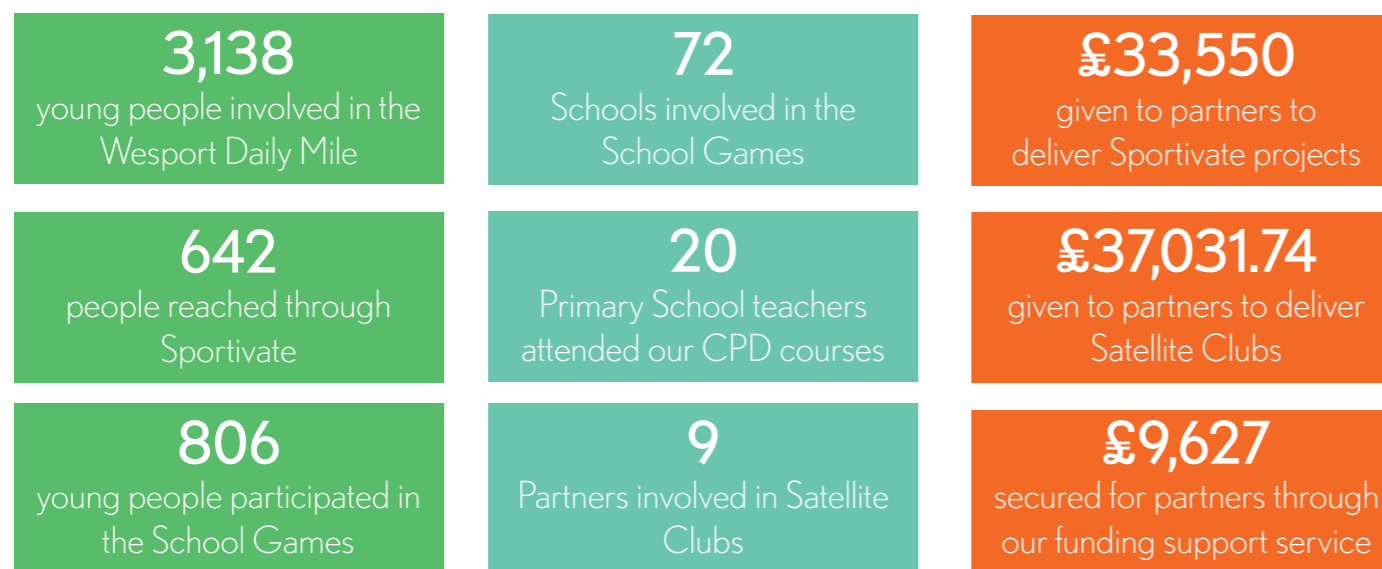 3,138
young people involved in the
Wesport Daily Mile
72
Schools involved in the
School Games
£33,550
given to partners to
deliver Sportivate projects
642
people reached through
Sportivate
20
Primary School teachers
attended our CPD courses
£37,031.74
given to partners to deliver
Satellite Clubs
806
young people participated in
the School Games
9
Partners involved in Satellite
Clubs
£9,627
secured for partners through
our funding support service